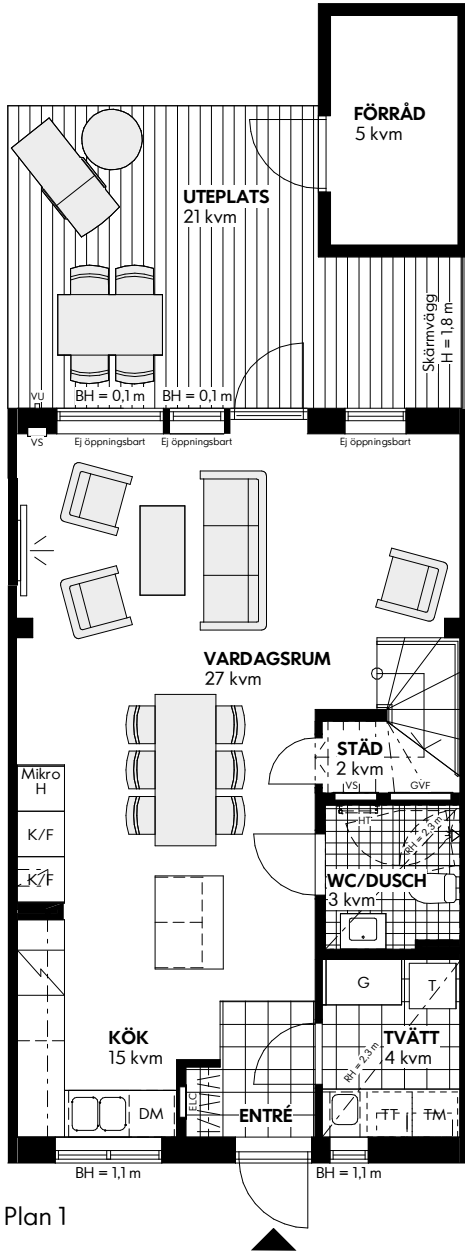 FÖRRÅD
5 kvm
UTEPLATS
21 kvm
Skärmvägg
H = 1,8 m
VU
BH = 0,1 m
BH = 0,1 m
VS
Ej öppningsbart
Ej öppningsbart
Ej öppningsbart
VARDAGSRUM
27 kvm
STÄD
2 kvm
Mikro
H
VS
GVF
HT
K/F
RH = 2,3 m
K/F
WC/DUSCH
3 kvm
G
T
KÖK
15 kvm
TVÄTT
4 kvm
RH = 2,3 m
ELC
DM
ENTRÉ
TT
TM
BH = 1,1 m
BH = 1,1 m
Plan 1